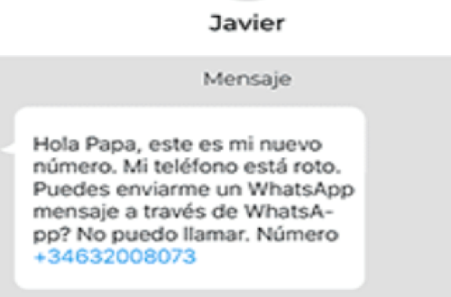 Javier
Mensaje
Hola Papa, este es mi nuevo
número. Mi teléfono está roto.
Puedes enviarme un WhatsApp
mensaje a través de WhatsA-
pp? No puedo llamar. Número
+34632008073